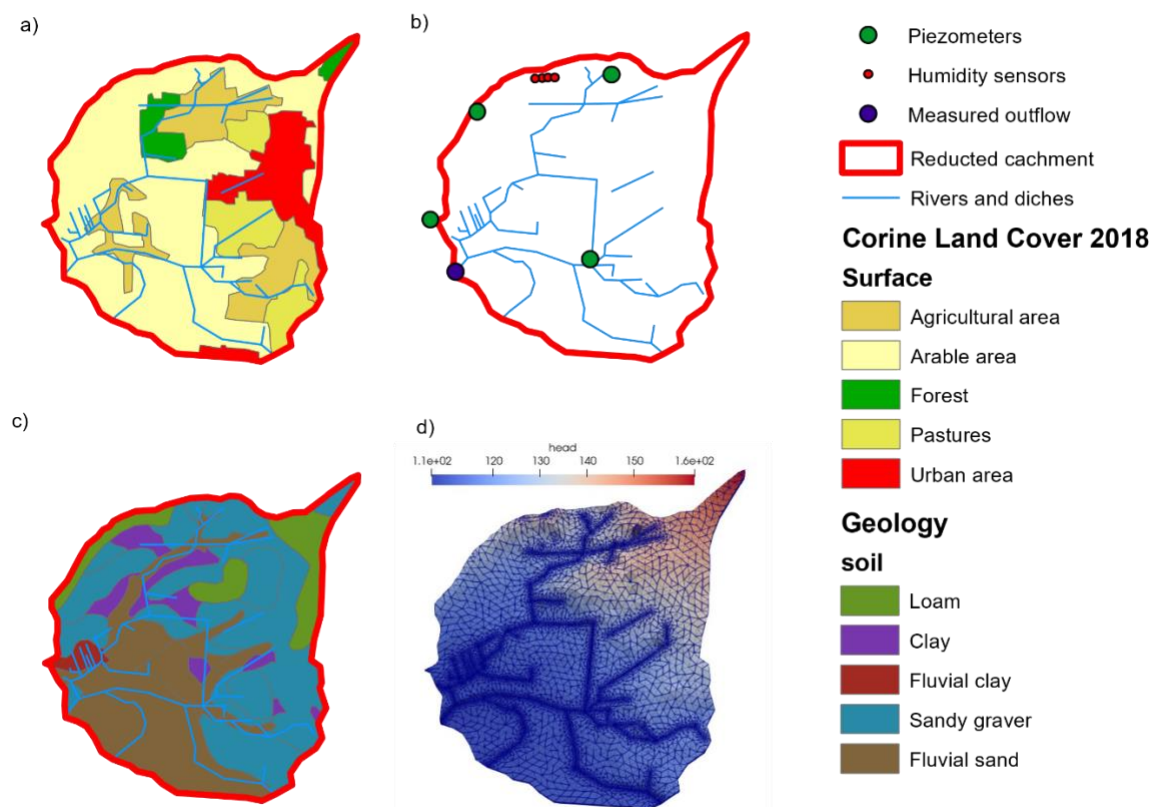 a)
b)
Piezometers
Humidity sensors
Measured outflow
Reducted cachment
Rivers and diches
Corine Land Cover 2018
Surface
Agricultural area
Arable area
Forest
Pastures
Urban area
c)
d)
head
1.1e+02 120 130 140 150 1.6e+02
Geology
soil
Loam
Clay
Fluvial clay
Sandy graver
Fluvial sand